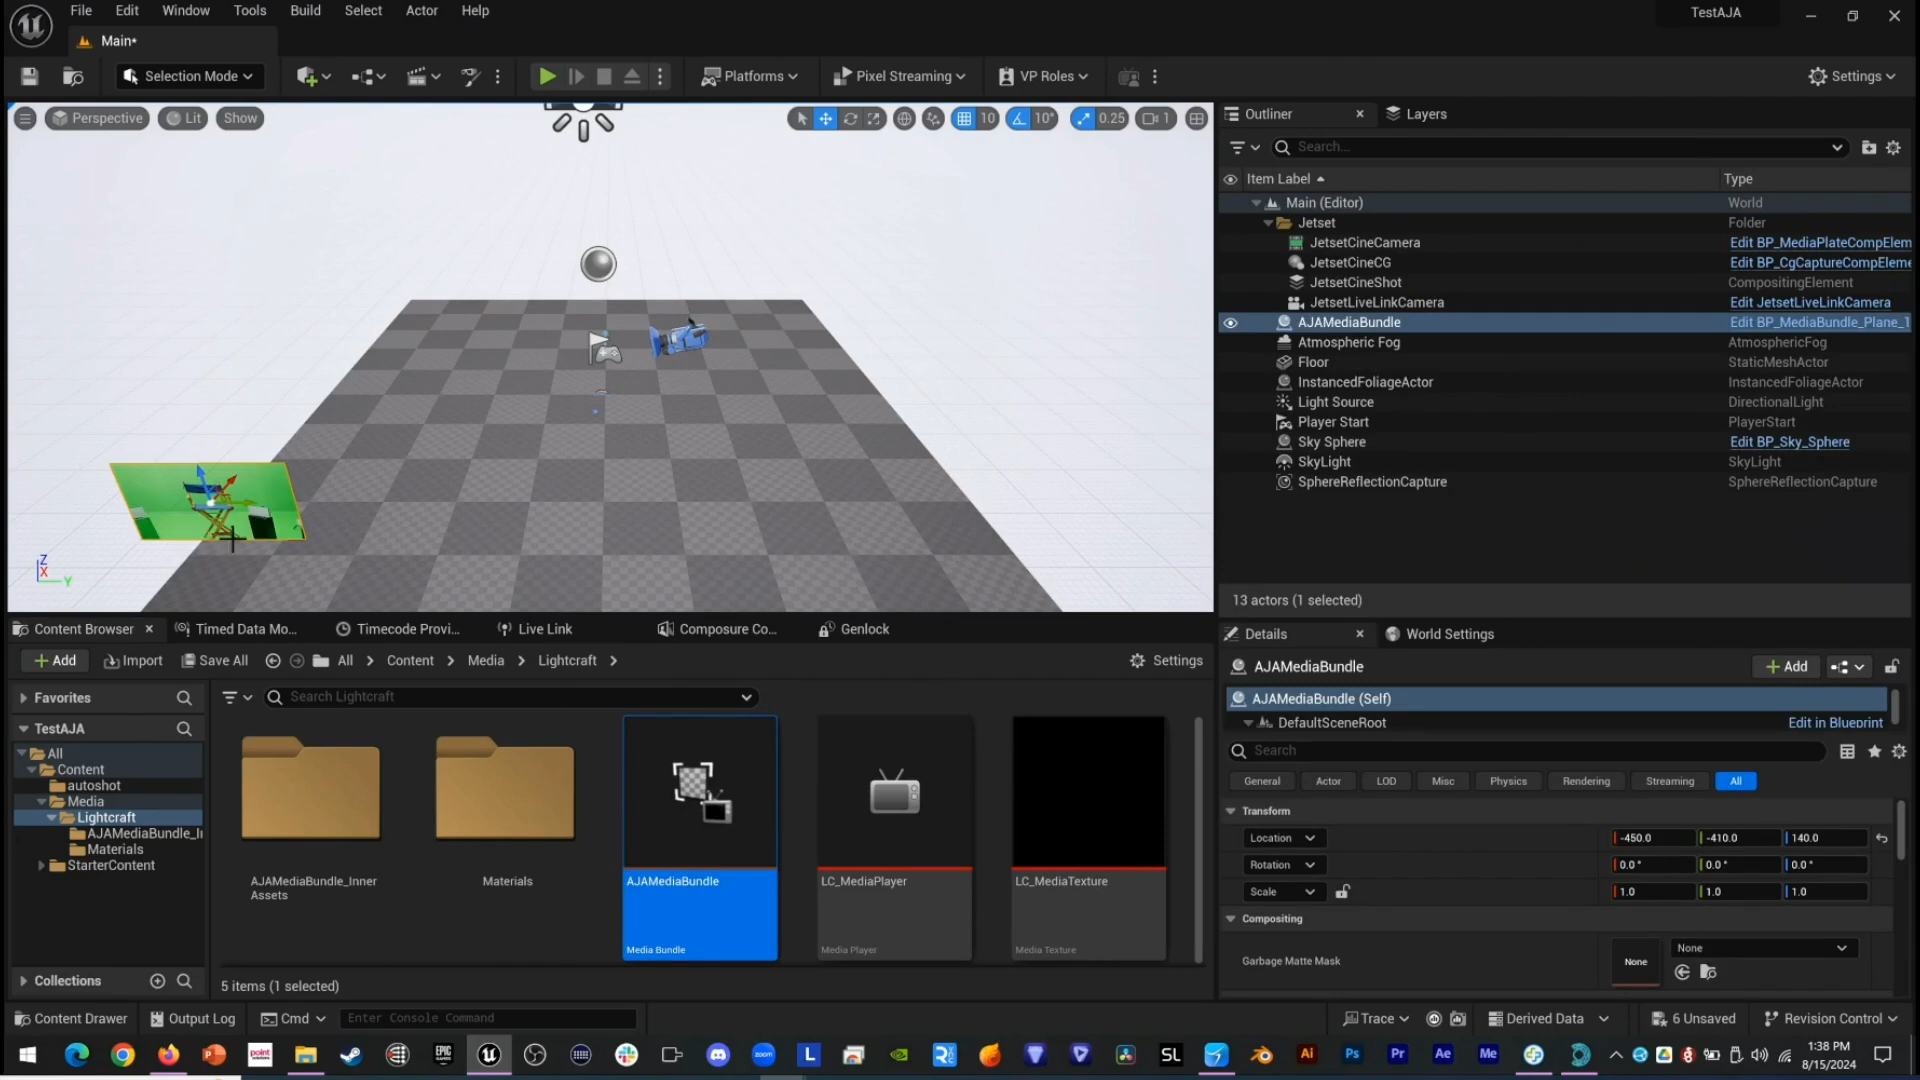 File Edit Window Tools Build Select Actor Help
TestAJA
Main*
Selection Mode
Platforms
Pixel Streaming
VP Roles
Settings
Perspective Lit Show
10 10° 0.25 1
Outliner
Layers
Search...
Item Label Type
Main (Editor) World
Jetset Folder
JetsetCineCamera Edit BP_MediaPlateCompElem
JetsetCineCG Edit BP_CgCaptureCompEleme
JetsetCineShot CompositingElement
JetsetLiveLinkCamera Edit JetsetLiveLinkCamera
AJAMediaBundle Edit BP_MediaBundle_Plane_1
Atmospheric Fog AtmosphericFog
Floor StaticMeshActor
InstancedFoliageActor InstancedFoliageActor
Light Source DirectionalLight
Player Start PlayerStart
Sky Sphere Edit BP_Sky_Sphere
SkyLight SkyLight
SphereReflectionCapture SphereReflectionCapture
13 actors (1 selected)
Z
X
Y
Content Browser Timed Data Mo... Timecode Provi... Live Link Composure Co... Genlock
Add Import Save All All Content Media Lightcraft Settings
Favorites
Search Lightcraft
TestAJA
All
Content
autoshot
Media
Lightcraft
AJAMediaBundle_I
Materials
StarterContent
Collections
AJAMediaBundle_Inner
Assets
Materials
AJAMediaBundle
Media Bundle
LC_MediaPlayer
Media Player
LC_MediaTexture
Media Texture
5 items (1 selected)
Details
World Settings
AJAMediaBundle
Add
AJAMediaBundle (Self)
DefaultSceneRoot Edit in Blueprint
Search
General Actor LOD Misc Physics Rendering Streaming All
Transform
Location -450.0 -410.0 140.0
Rotation 0.0° 0.0° 0.0°
Scale 1.0 1.0 1.0
Compositing
Garbage Matte Mask None None
Content Drawer Output Log Cmd Enter Console Command Trace Derived Data 6 Unsaved Revision Control
point
EPIC
zoom
L
SL
Ai
Ps
Pr
Ae
Me
1:38 PM
8/15/2024